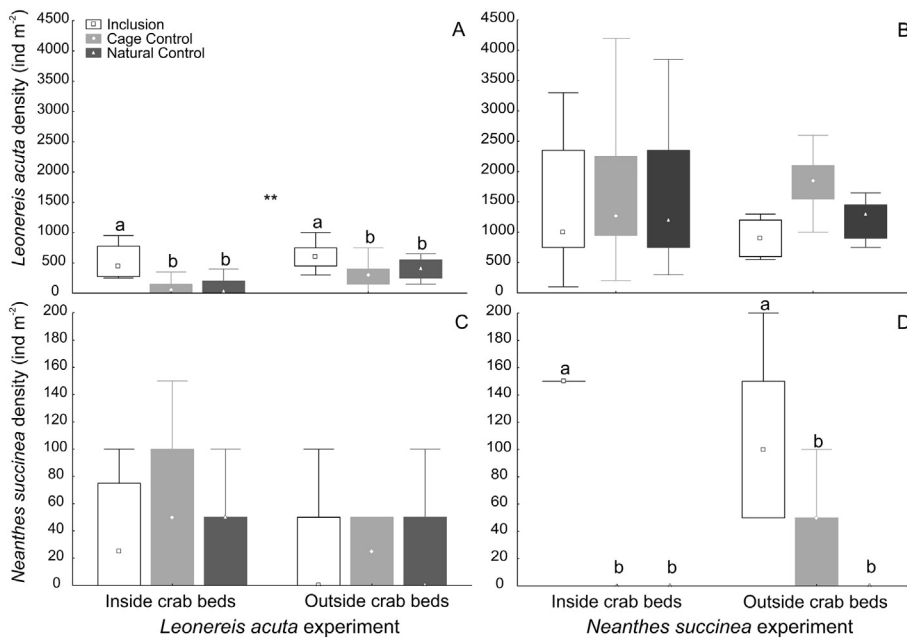 Inclusion
Cage Control
Natural Control
A
Leonereis acuta density (ind m-2)
4500
4000
3500
3000
2500
2000
1500
1000
500
0
a
b
b
**
a
b
b
B
4500
4000
3500
3000
2500
2000
1500
1000
500
0
C
Neanthes succinea density (ind m-2)
200
180
160
140
120
100
80
60
40
20
0
Inside crab beds
Outside crab beds
Leonereis acuta experiment
D
200
180
160
140
120
100
80
60
40
20
0
a
b
b
a
b
b
Inside crab beds
Outside crab beds
Neanthes succinea experiment